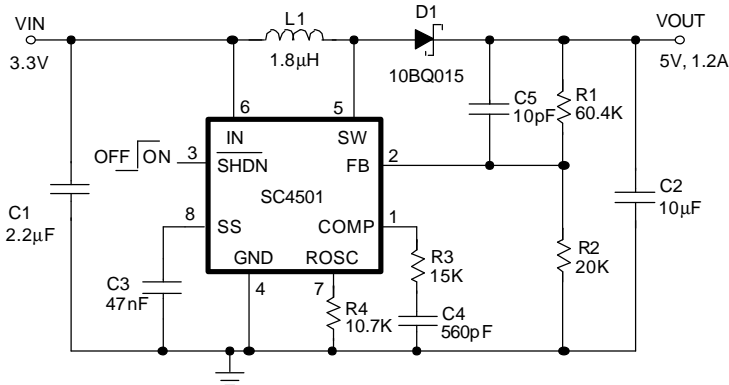 VIN
3.3V
L1
1.8µH
D1
10BQ015
VOUT
5V, 1.2A
C5
10pF
R1
60.4K
6
5
IN
SW
OFF ON
3
SHDN
FB
2
SC4501
C1
2.2µF
8
SS
COMP
1
C2
10µF
GND
ROSC
R3
15K
R2
20K
C3
47nF
4
7
R4
10.7K
C4
560pF